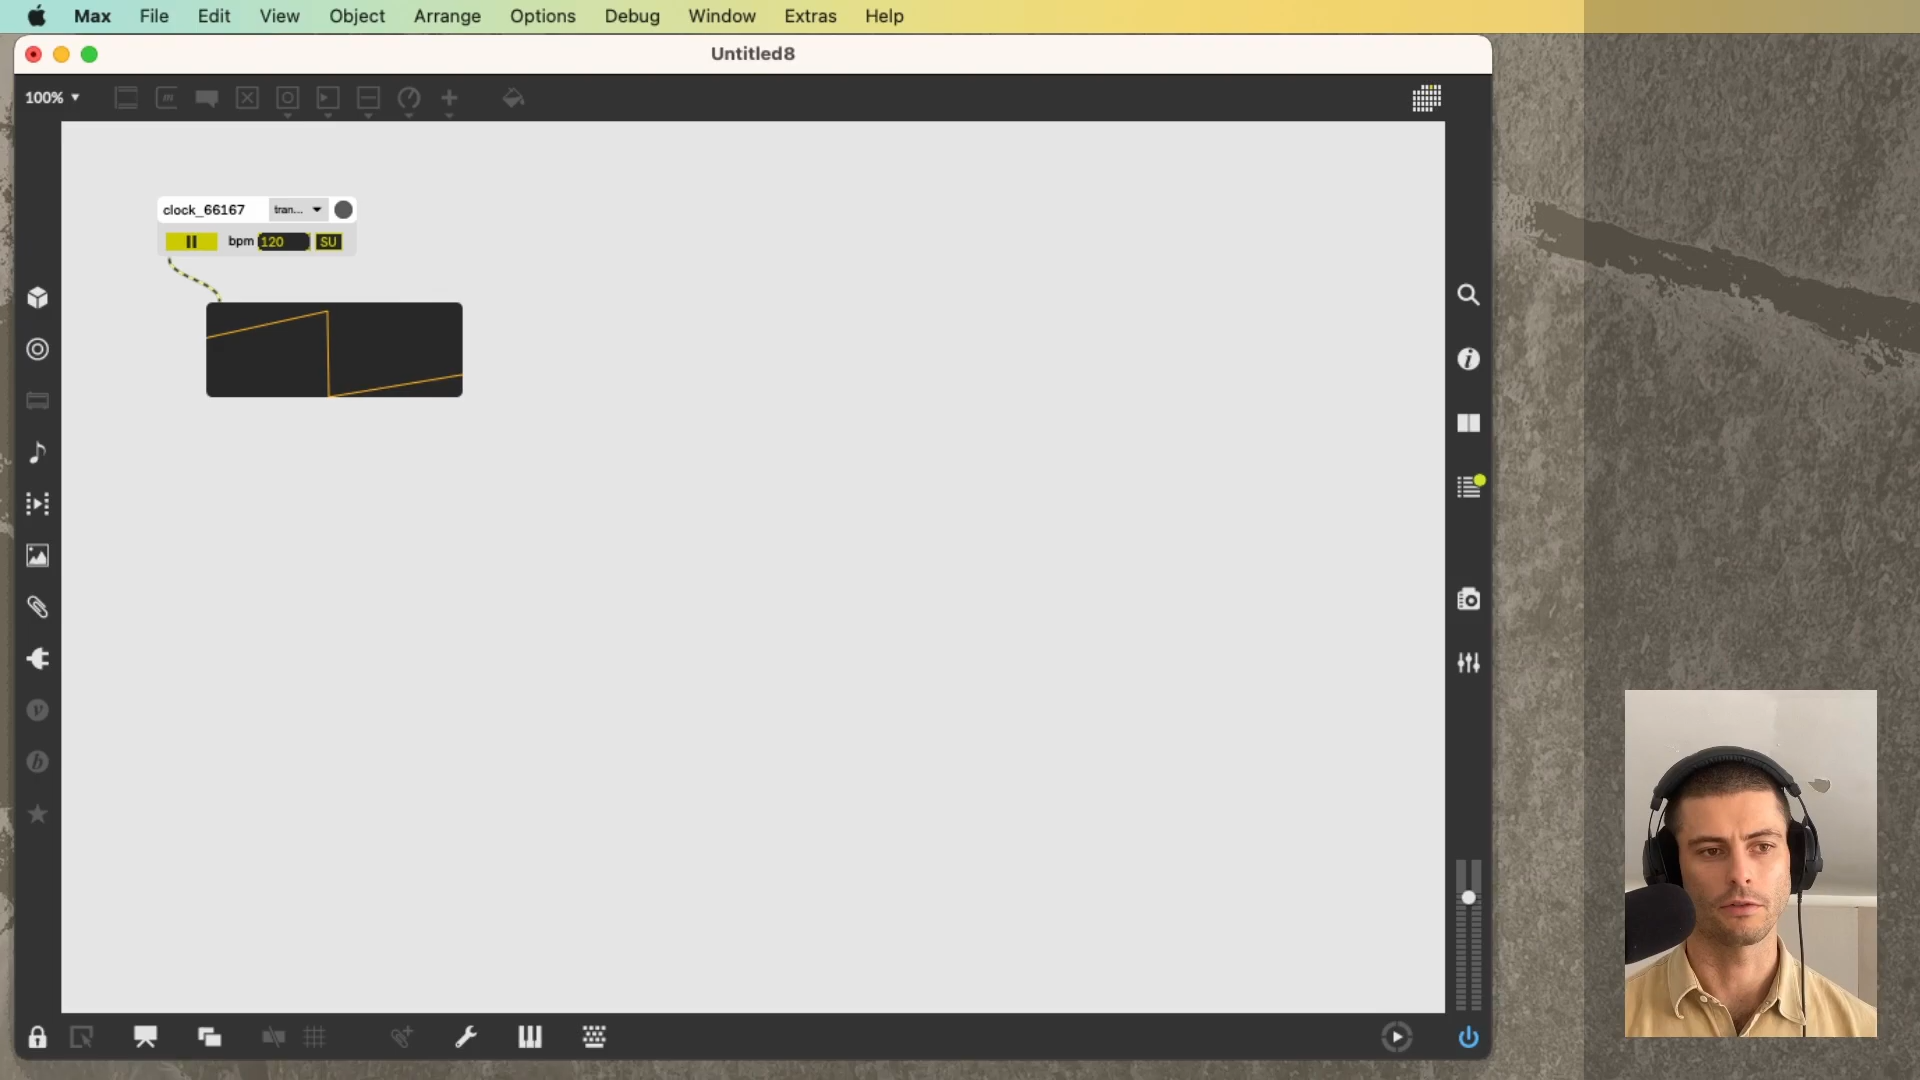 Max File Edit View Object Arrange Options Debug Window Extras Help
Untitled8
100%
clock_66167 tran...
bpm 120 SU